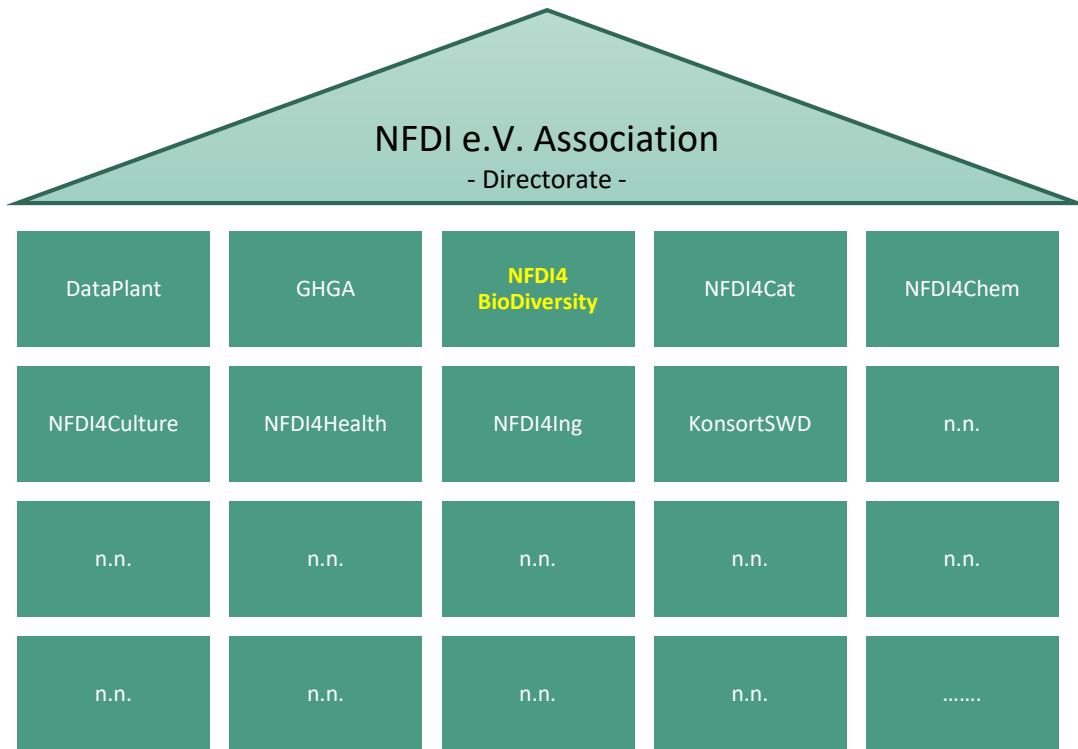 NFDI e.V. Association
- Directorate -
DataPlant
GHGA
NFDI4
BioDiversity
NFDI4Cat
NFDI4Chem
NFDI4Culture
NFDI4Health
NFDI4Ing
KonsortSWD
n.n.
n.n.
n.n.
n.n.
n.n.
n.n.
n.n.
n.n.
n.n.
n.n.
.......